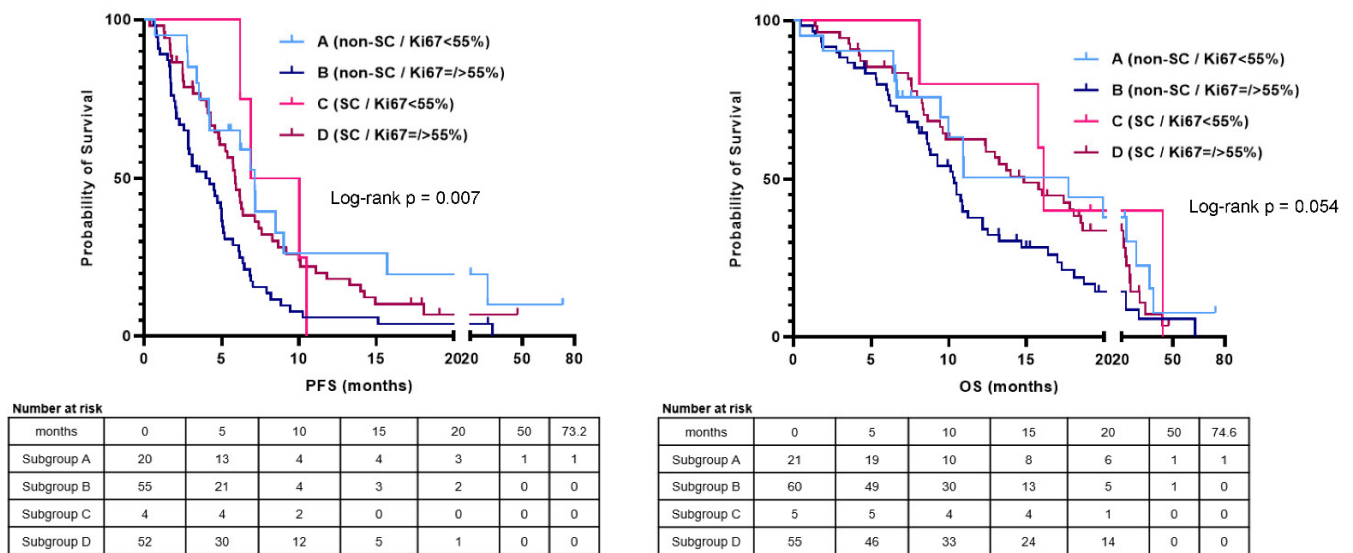 100
50
0
Probability of Survival
A (non-SC / Ki67<55%)
B (non-SC / Ki67=/>55%)
C (SC / Ki67<55%)
D (SC / Ki67=/>55%)
Log-rank p = 0.007
0 5 10 15 20 20 50 80
PFS (months)
Number at risk
months 0 5 10 15 20 50 73.2
Subgroup A 20 13 4 4 3 1 1
Subgroup B 55 21 4 3 2 0 0
Subgroup C 4 4 2 0 0 0 0
Subgroup D 52 30 12 5 1 0 0
100
50
0
Probability of Survival
A (non-SC / Ki67<55%)
B (non-SC / Ki67=/>55%)
C (SC / Ki67<55%)
D (SC / Ki67=/>55%)
Log-rank p = 0.054
0 5 10 15 20 20 50 80
OS (months)
Number at risk
months 0 5 10 15 20 50 74.6
Subgroup A 21 19 10 8 6 1 1
Subgroup B 60 49 30 13 5 1 0
Subgroup C 5 5 4 4 1 0 0
Subgroup D 55 46 33 24 14 0 0